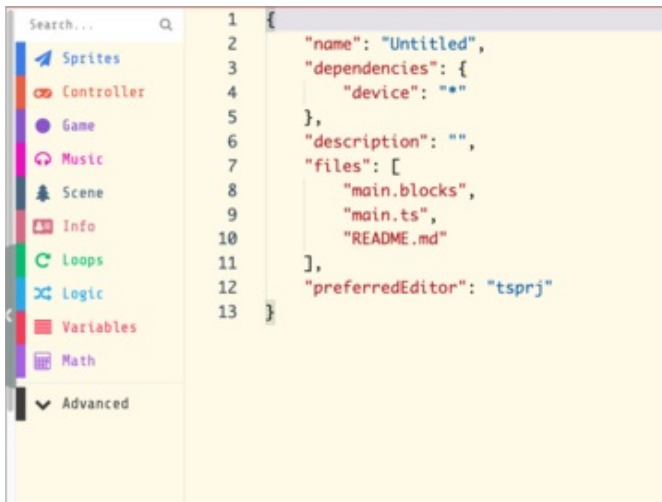 Search...
Sprites
Controller
Game
Music
Scene
Info
Loops
Logic
Variables
Math
Advanced
1 {
2 "name": "Untitled",
3 "dependencies": {
4 "device": "*"
5 },
6 "description": "",
7 "files": [
8 "main.blocks",
9 "main.ts",
10 "README.md"
11 ],
12 "preferredEditor": "tsprj"
13 }